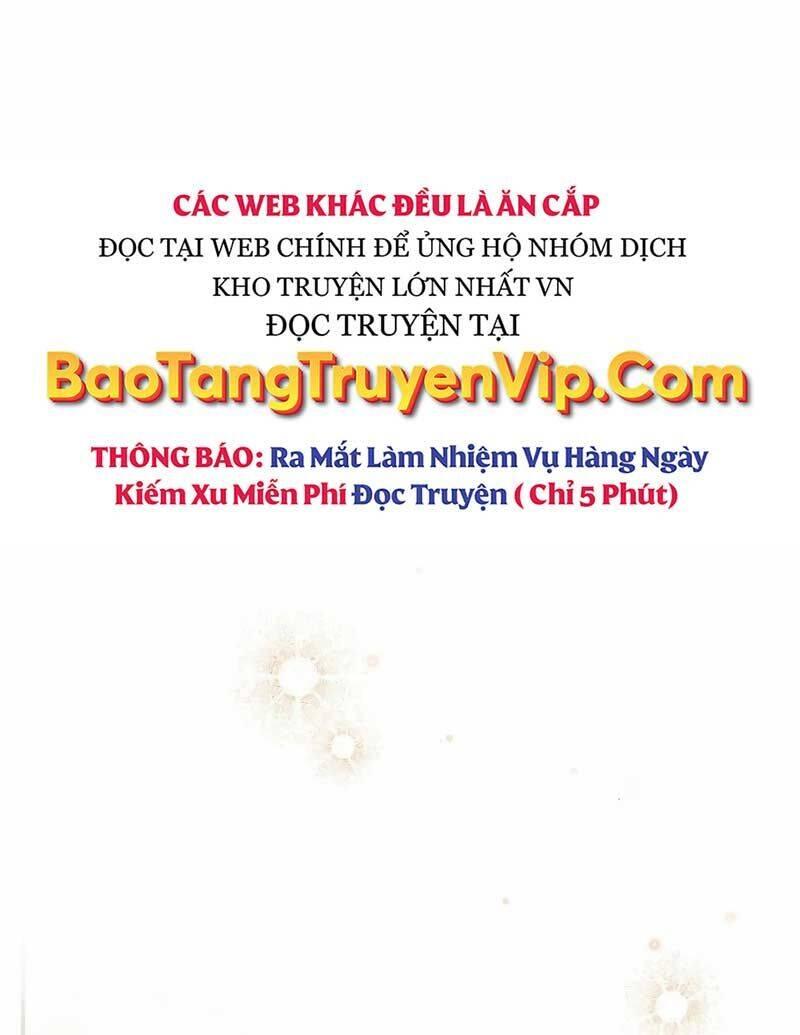 CÁC WEB KHÁC ĐỀU LÀ ĂN CẮP
ĐỌC TẠI WEB CHÍNH ĐỂ ỦNG HỘ NHÓM DỊCH
KHO TRUYỆN LỚN NHẤT VN
ĐỌC TRUYỆN TẠI
BaoTangTruyenVip.Com
THÔNG BÁO: Ra Mắt Làm Nhiệm Vụ Hàng Ngày
Kiếm Xu Miễn Phí Đọc Truyện ( Chỉ 5 Phút)